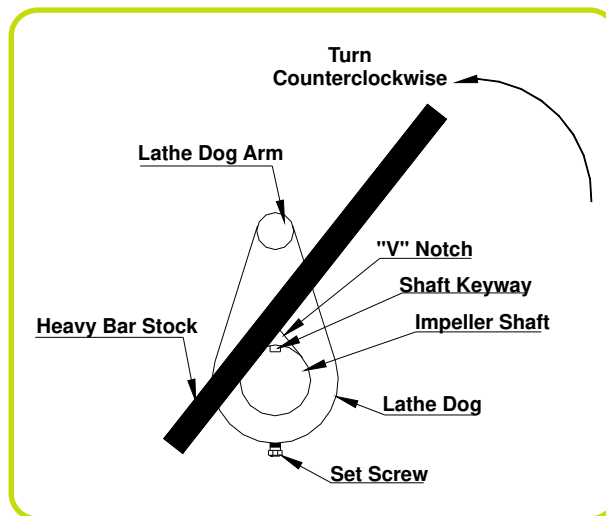 Turn
Counterclockwise
Lathe Dog Arm
"V" Notch
Shaft Keyway
Impeller Shaft
Heavy Bar Stock
Lathe Dog
Set Screw